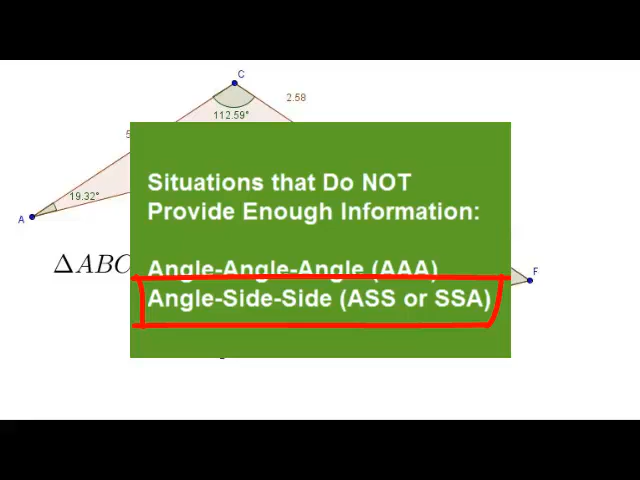 C
2.58
112.59°
5
19.32°
A
Situations that Do NOT
Provide Enough Information:
ΔABC
Angle-Angle-Angle (AAA)
F
Angle-Side-Side (ASS or SSA)